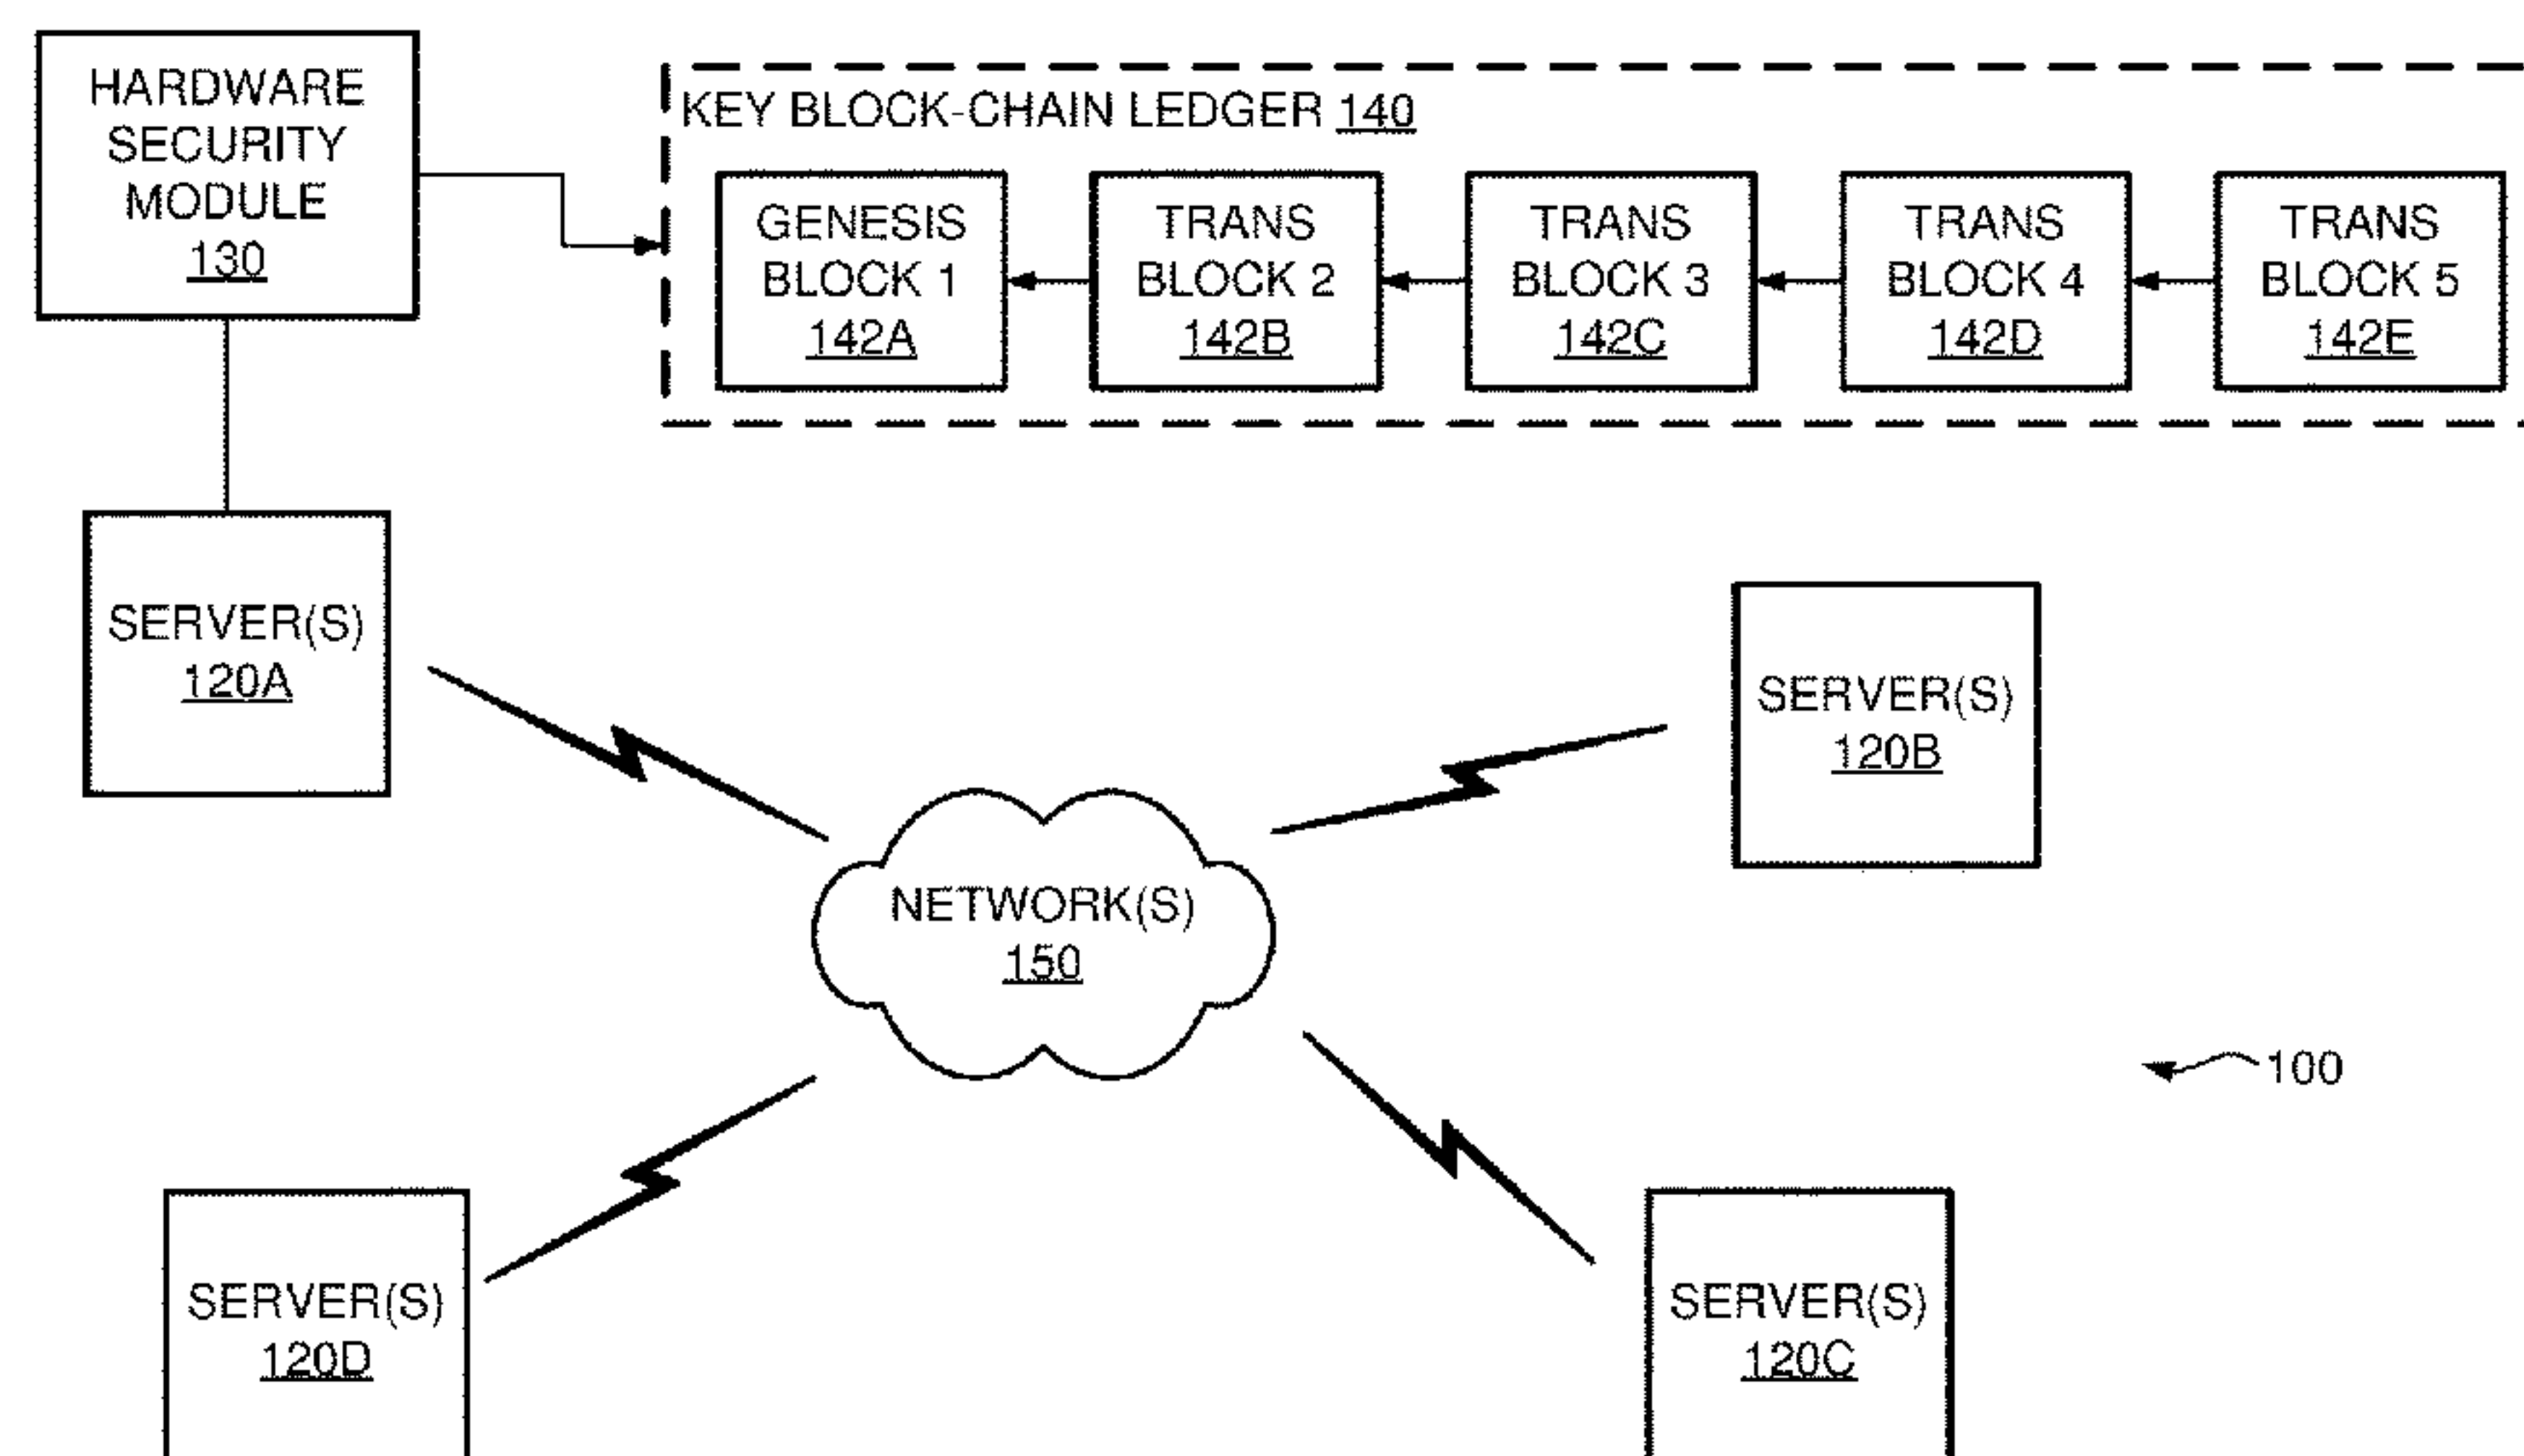 HARDWARE
SECURITY
MODULE
130
KEY BLOCK-CHAIN LEDGER 140
GENESIS
BLOCK 1
142A
TRANS
BLOCK 2
142B
TRANS
BLOCK 3
142C
TRANS
BLOCK 4
142D
TRANS
BLOCK 5
142E
SERVER(S)
120A
SERVER(S)
120B
NETWORK(S)
150
100
SERVER(S)
120D
SERVER(S)
120C